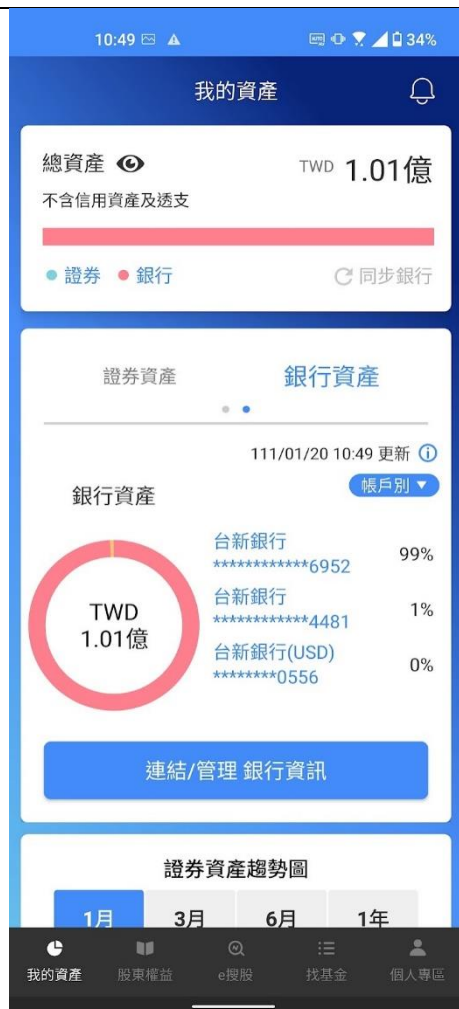 10:49 34%
我的資產
總資產 TWD 1.01億
不含信用資產及透支
證券 銀行 同步銀行
證券資產 銀行資產
111/01/20 10:49 更新
帳戶別▼
銀行資產
台新銀行
************6952 99%
台新銀行
************4481 1%
台新銀行(USD)
********0556 0%
TWD
1.01億
連結/管理 銀行資訊
證券資產趨勢圖
1月 3月 6月 1年
我的資產 股東權益 e搜股 找基金 個人專區